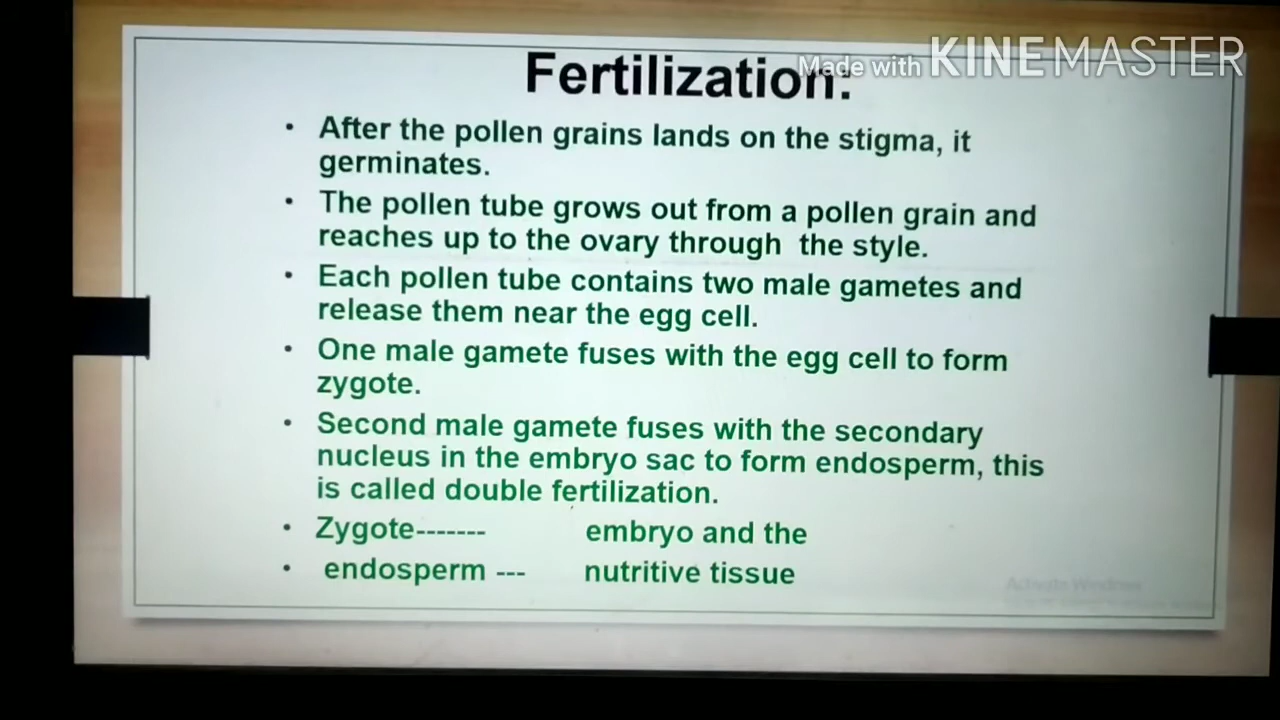 Made with KINEMASTER
Fertilization:
• After the pollen grains lands on the stigma, it
germinates.
• The pollen tube grows out from a pollen grain and
reaches up to the ovary through the style.
• Each pollen tube contains two male gametes and
release them near the egg cell.
• One male gamete fuses with the egg cell to form
zygote.
• Second male gamete fuses with the secondary
nucleus in the embryo sac to form endosperm, this
is called double fertilization.
• Zygote------- embryo and the
• endosperm --- nutritive tissue
Activate Windows